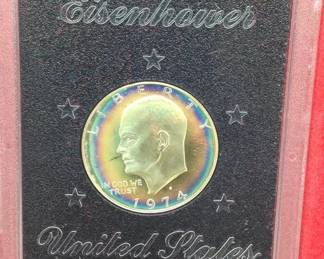 Eisenhower
LIBERTY
IN GOD WE
TRUST
1974
United States